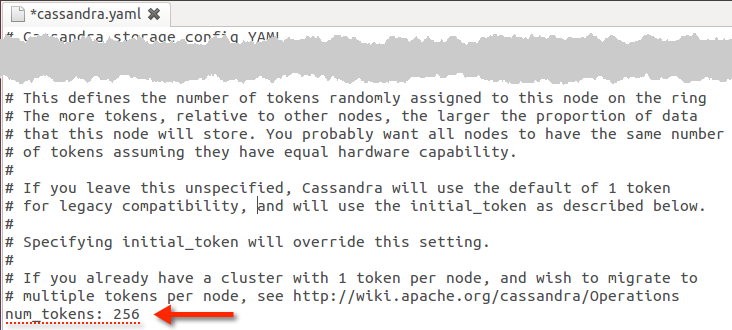 *cassandra.yaml
# Cassandra storage config YAML
# This defines the number of tokens randomly assigned to this node on the ring
# The more tokens, relative to other nodes, the larger the proportion of data
# that this node will store. You probably want all nodes to have the same number
# of tokens assuming they have equal hardware capability.
#
# If you leave this unspecified, Cassandra will use the default of 1 token
# for legacy compatibility, and will use the initial_token as described below.
#
# Specifying initial_token will override this setting.
#
# If you already have a cluster with 1 token per node, and wish to migrate to
# multiple tokens per node, see http://wiki.apache.org/cassandra/Operations
num_tokens: 256